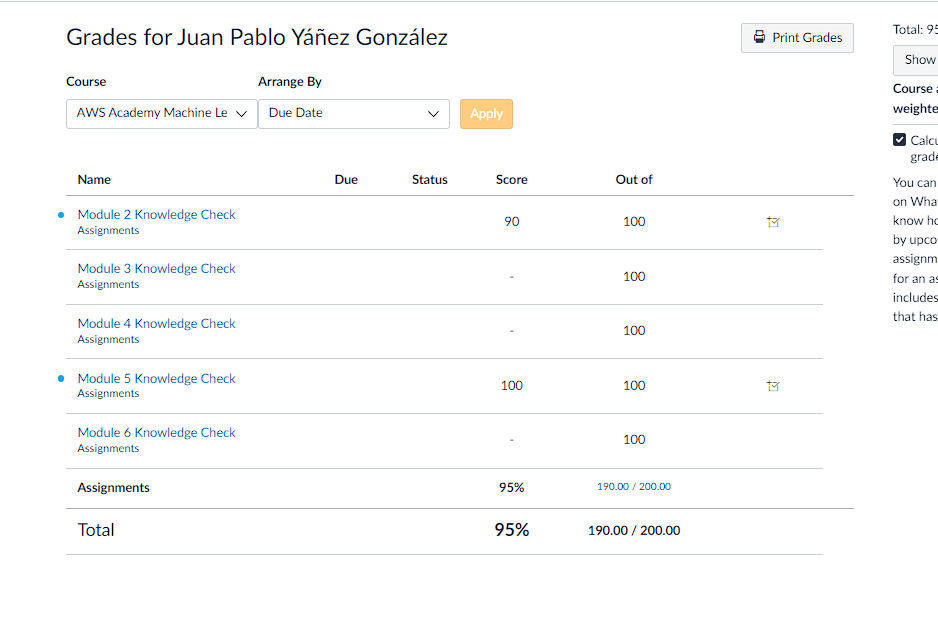 Grades for Juan Pablo Yáñez González
Print Grades
Course
Arrange By
AWS Academy Machine Le
Due Date
Apply
Name Due Status Score Out of
Module 2 Knowledge Check
Assignments
90 100
Module 3 Knowledge Check
Assignments
- 100
Module 4 Knowledge Check
Assignments
- 100
Module 5 Knowledge Check
Assignments
100 100
Module 6 Knowledge Check
Assignments
- 100
Assignments 95% 190.00 / 200.00
Total 95% 190.00 / 200.00
Total: 95
Show
Course a
weighte
Calcu
grade
You can
on Wha
know ho
by upco
assignm
for an as
includes
that has